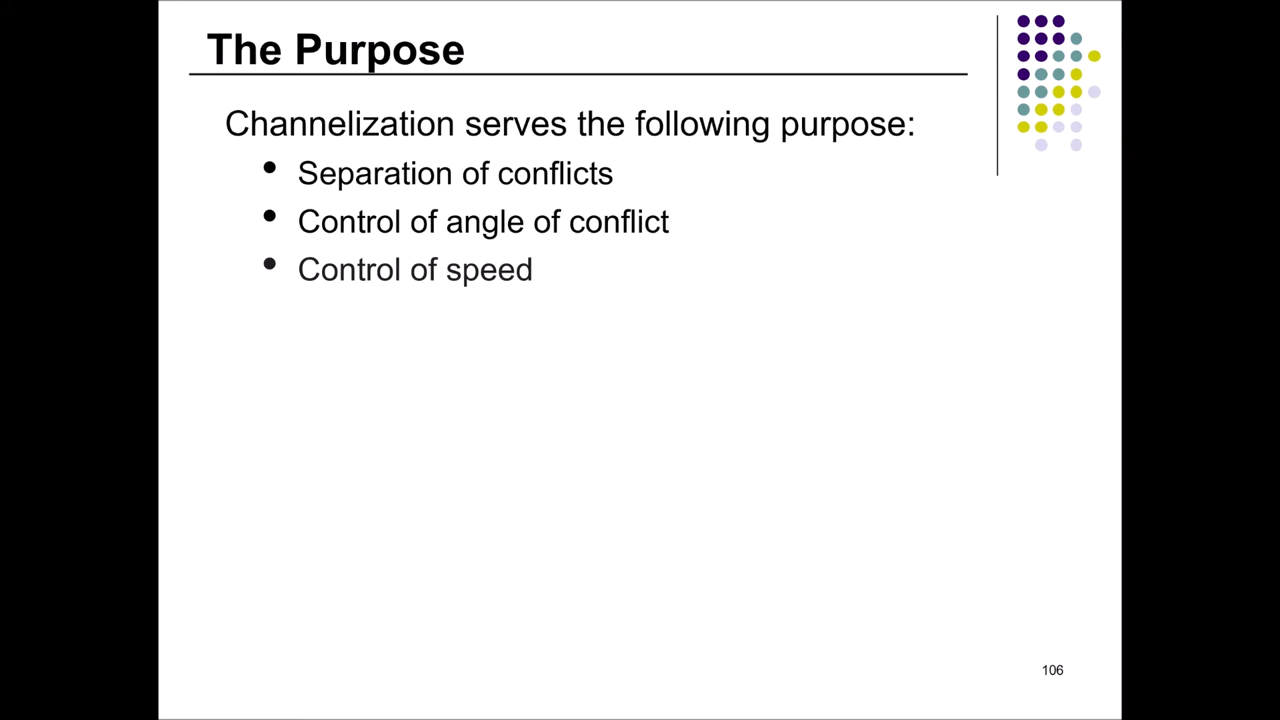 The Purpose
Channelization serves the following purpose:
• Separation of conflicts
• Control of angle of conflict
• Control of speed
106